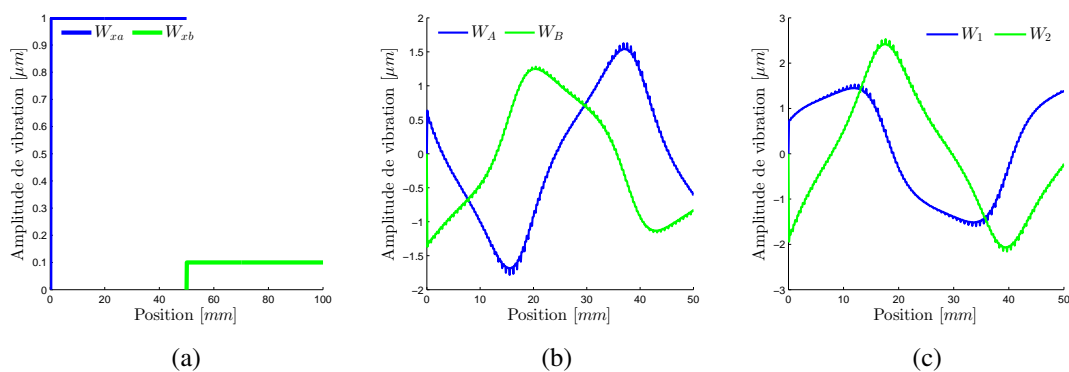 W_{xa} W_{xb}
Amplitude de vibration [μm]
1
0.9
0.8
0.7
0.6
0.5
0.4
0.3
0.2
0.1
0
0 20 40 60 80 100
Position [mm]
(a)
W_A W_B
Amplitude de vibration [μm]
2
1.5
1
0.5
0
−0.5
−1
−1.5
−2
0 10 20 30 40 50
Position [mm]
(b)
W_1 W_2
Amplitude de vibration [μm]
3
2
1
0
−1
−2
−3
0 10 20 30 40 50
Position [mm]
(c)